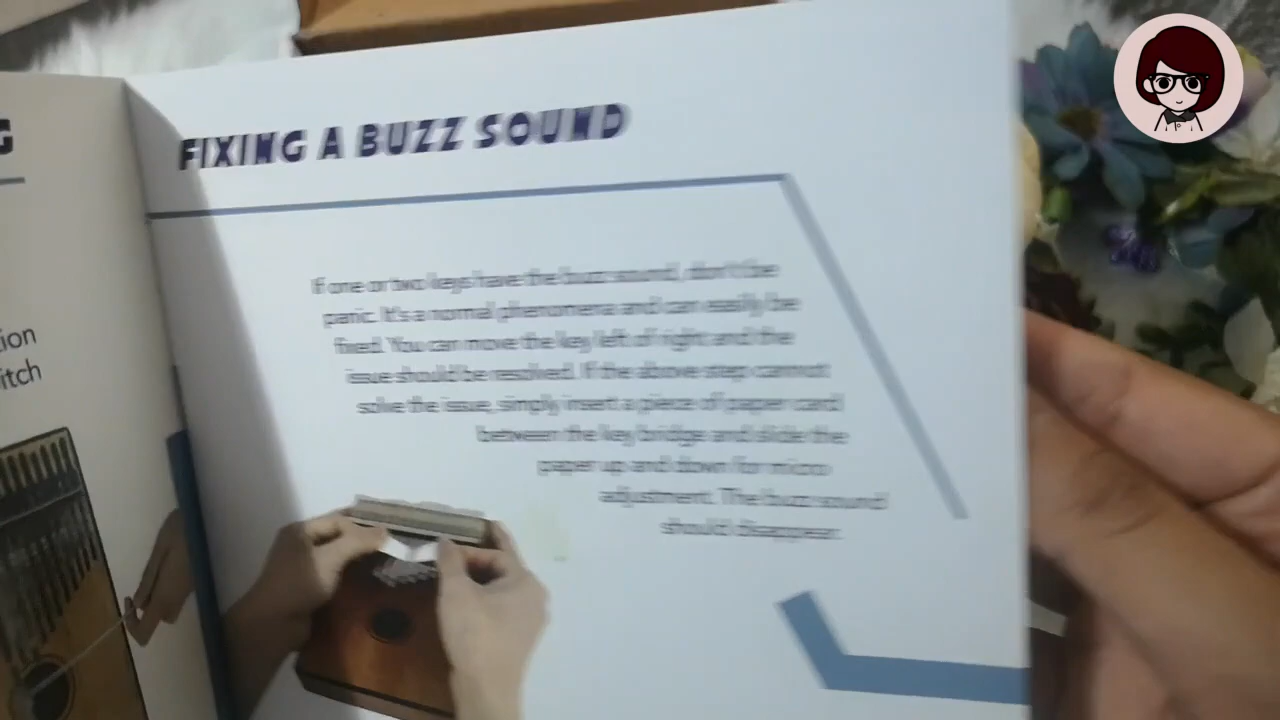 G
tion
itch
FIXING A BUZZ SOUND
If one or two keys have the buzz sound, don't be
panic. It's a normal phenomena and can easily be
fixed. You can move the key left of right and the
issue should be resolved. If the above step cannot
solve the issue, simply insert a piece of paper card
between the key bridge and slide the
paper up and down for micro
adjustment. The buzz sound
should disappear.